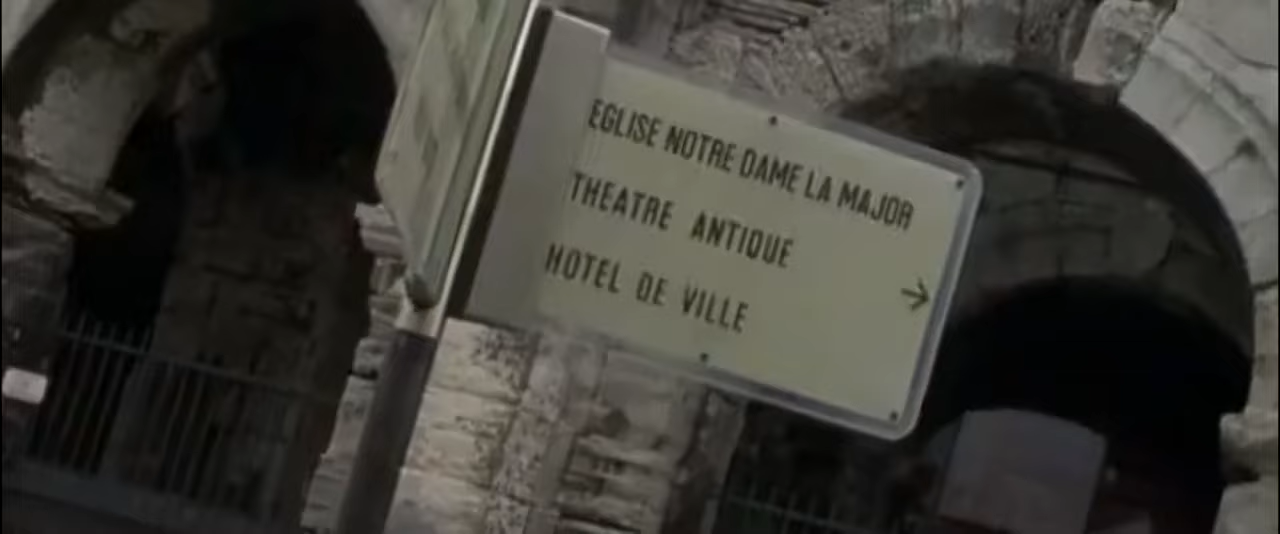 EGLISE NOTRE DAME LA MAJOR
THEATRE ANTIQUE
HOTEL DE VILLE